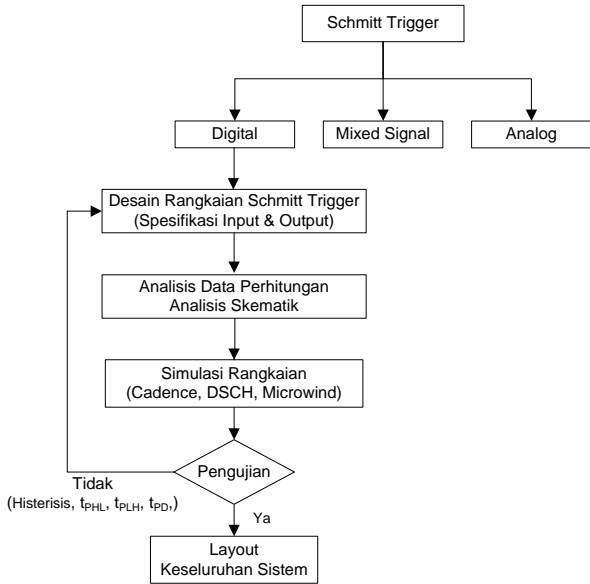 Schmitt Trigger
Digital
Mixed Signal
Analog
Desain Rangkaian Schmitt Trigger
(Spesifikasi Input & Output)
Analisis Data Perhitungan
Analisis Skematik
Simulasi Rangkaian
(Cadence, DSCH, Microwind)
Pengujian
Tidak
(Histerisis, tPHL, tPLH, tPD,)
Ya
Layout
Keseluruhan Sistem